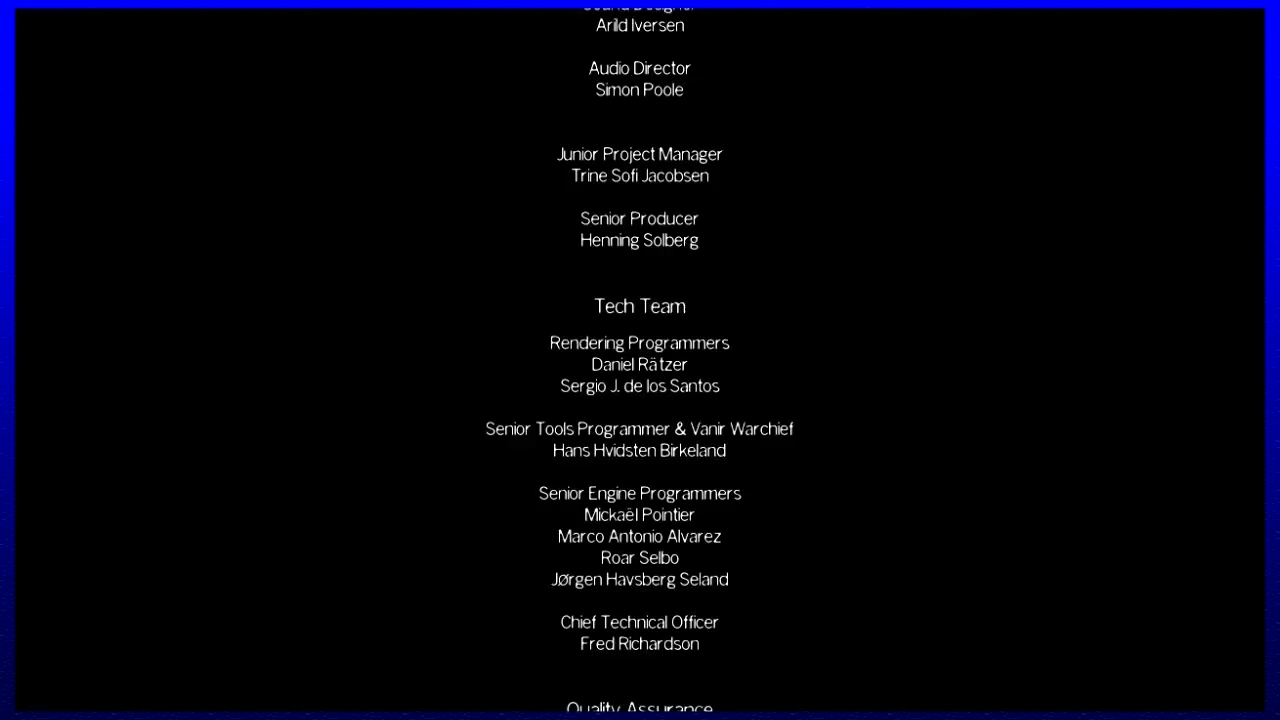 Sound Designer
Arild Iversen
Audio Director
Simon Poole
Junior Project Manager
Trine Sofi Jacobsen
Senior Producer
Henning Solberg
Tech Team
Rendering Programmers
Daniel Rätzer
Sergio J. de los Santos
Senior Tools Programmer & Vanir Warchief
Hans Hvidsten Birkeland
Senior Engine Programmers
Mickaël Pointier
Marco Antonio Alvarez
Roar Selbo
Jørgen Havsberg Seland
Chief Technical Officer
Fred Richardson
Quality Assurance